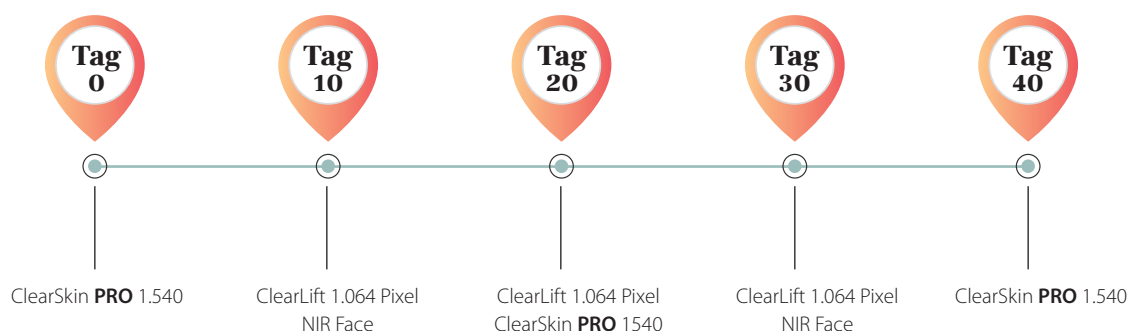 Tag
0
Tag
10
Tag
20
Tag
30
Tag
40
ClearSkin PRO 1.540
ClearLift 1.064 Pixel
NIR Face
ClearLift 1.064 Pixel
ClearSkin PRO 1540
ClearLift 1.064 Pixel
NIR Face
ClearSkin PRO 1.540